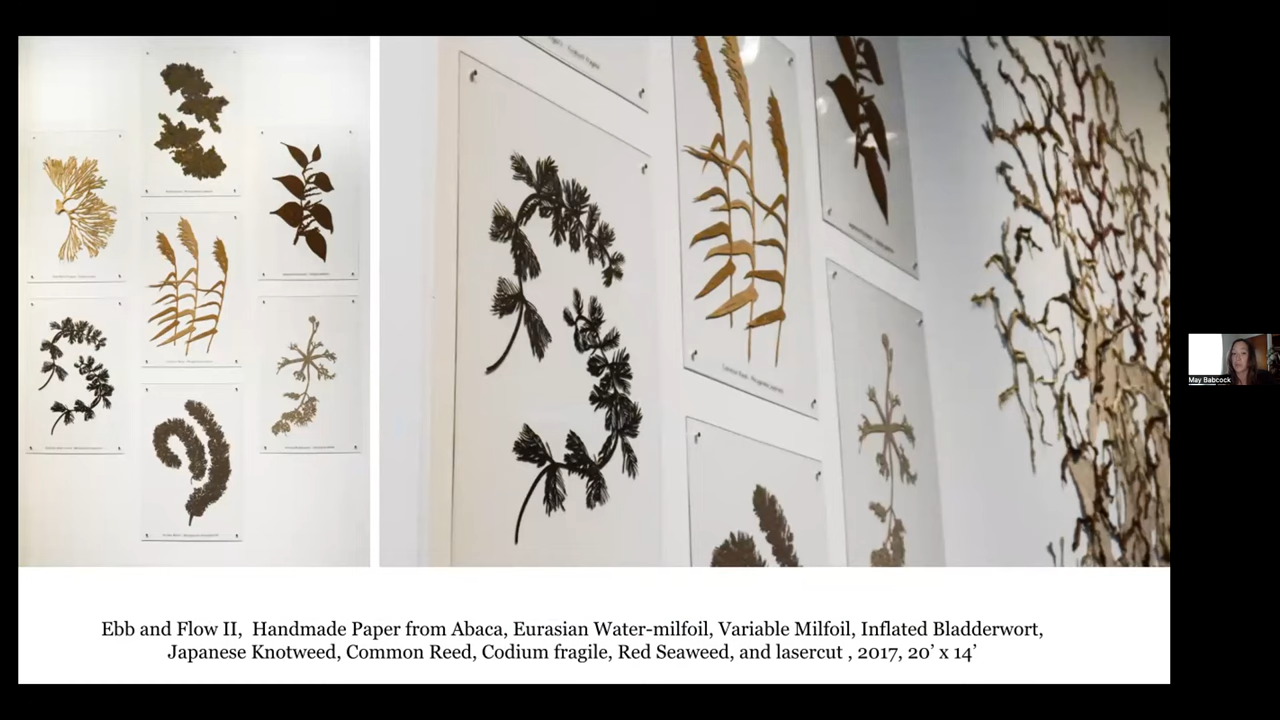 Ebb and Flow II,  Handmade Paper from Abaca, Eurasian Water-milfoil, Variable Milfoil, Inflated Bladderwort,
Japanese Knotweed, Common Reed, Codium fragile, Red Seaweed, and lasercut , 2017, 20’ x 14’
May Babcock